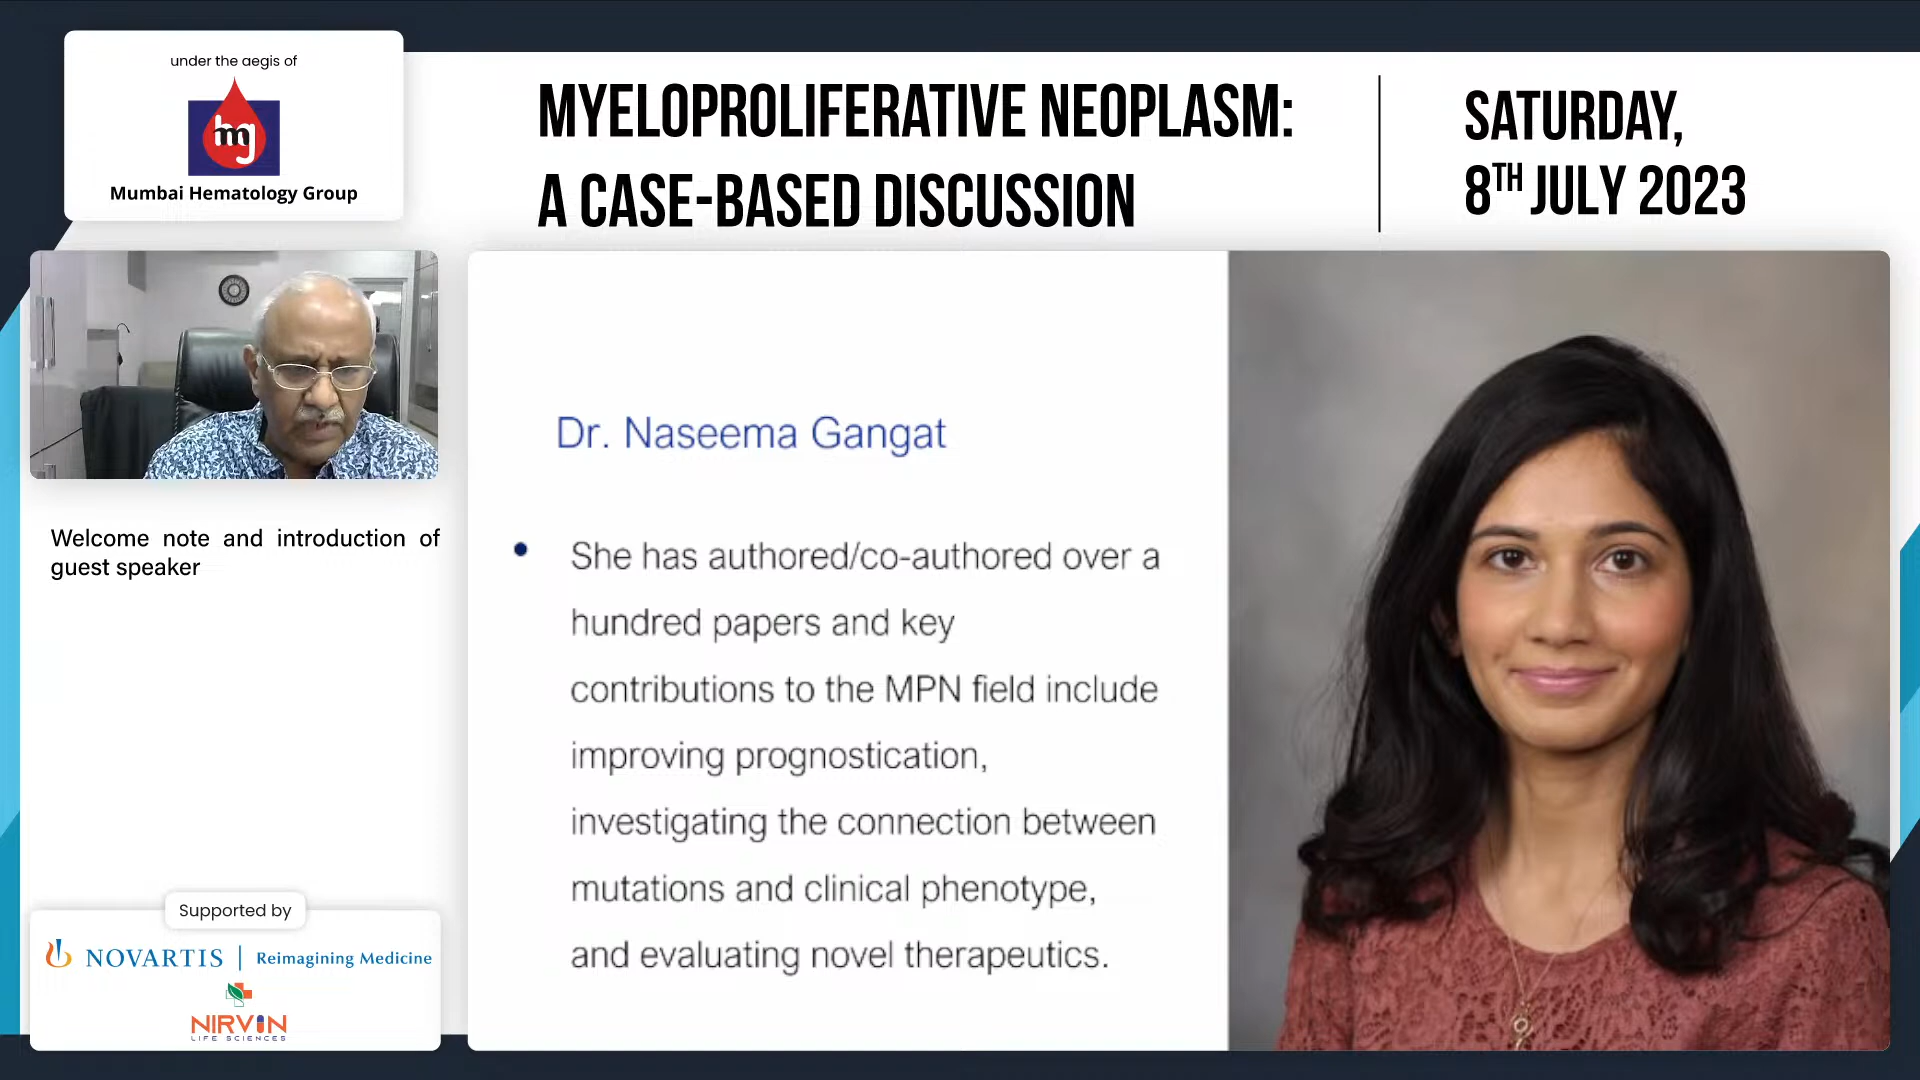 under the aegis of
mg
Mumbai Hematology Group
MYELOPROLIFERATIVE NEOPLASM:
A CASE-BASED DISCUSSION
SATURDAY,
8TH JULY 2023
Welcome note and introduction of
guest speaker
Dr. Naseema Gangat
• She has authored/co-authored over a
hundred papers and key
contributions to the MPN field include
improving prognostication,
investigating the connection between
mutations and clinical phenotype,
and evaluating novel therapeutics.
Supported by
NOVARTIS | Reimagining Medicine
NIRVIN
LIFE SCIENCES